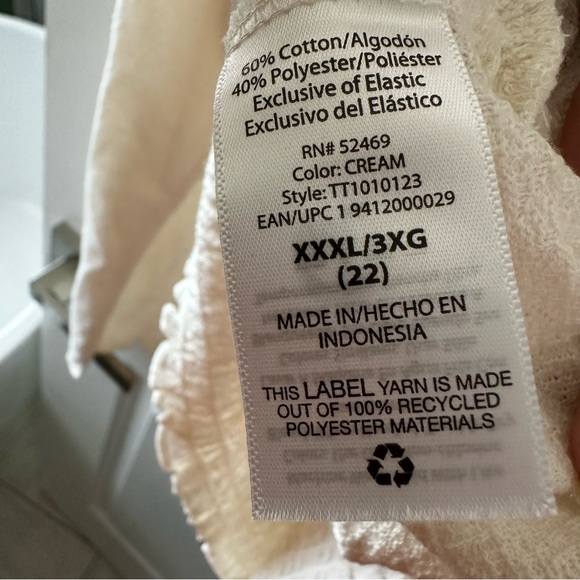 60% Cotton/Algodón
40% Polyester/Poliéster
Exclusive of Elastic
Exclusivo del Elástico
RN# 52469
Color: CREAM
Style: TT1010123
EAN/UPC 1 9412000029
XXXL/3XG
(22)
MADE IN/HECHO EN
INDONESIA
THIS LABEL YARN IS MADE
OUT OF 100% RECYCLED
POLYESTER MATERIALS